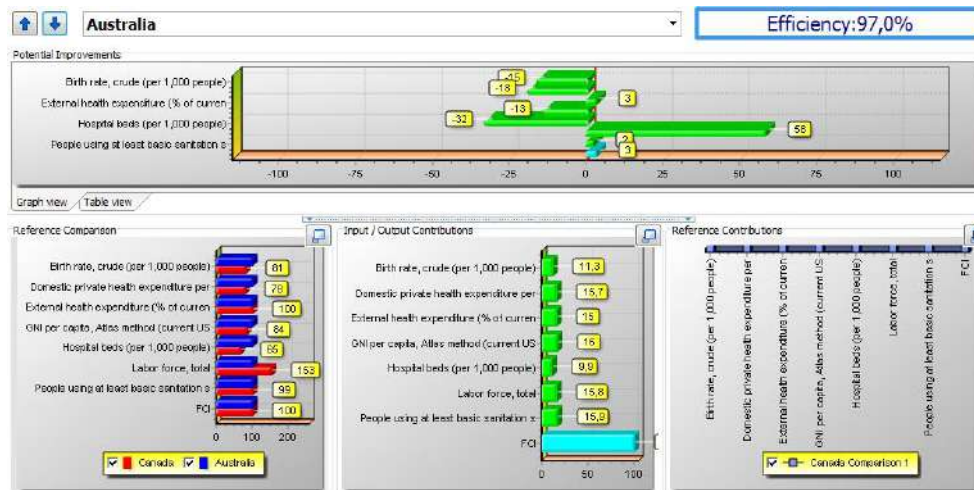 Australia
Efficiency:97,0%
Potential Improvements
Birth rate, crude (per 1,000 people)
External health expenditure (% of curren
Hospital beds (per 1,000 people)
People using at least basic sanitation s
-15
-18
3
-13
-32
58
2
3
-100 -75 -50 -25 0 25 50 75 100
Graph view Table view
Reference Comparison
Birth rate, crude (per 1,000 people)
Domestic private health expenditure per
External health expenditure (% of curren
GNI per capita, Atlas method (current US
Hospital beds (per 1,000 people)
Labor force, total
People using at least basic sanitation s
FCI
81
78
100
84
65
153
99
100
0 100 200
Canada Australia
Input / Output Contributions
Birth rate, crude (per 1,000 people)
Domestic private health expenditure per
External health expenditure (% of curren
GNI per capita, Atlas method (current US
Hospital beds (per 1,000 people)
Labor force, total
People using at least basic sanitation s
FCI
11,3
15,7
15
16
9,9
15,8
15,9
0 50 100
Reference Contributions
Birth rate, crude (per 1,000 people)
Domestic private health expenditure per
External health expenditure (% of curren
GNI per capita, Atlas method (current US
Hospital beds (per 1,000 people)
Labor force, total
People using at least basic sanitation s
FCI
Canada Comparison 1